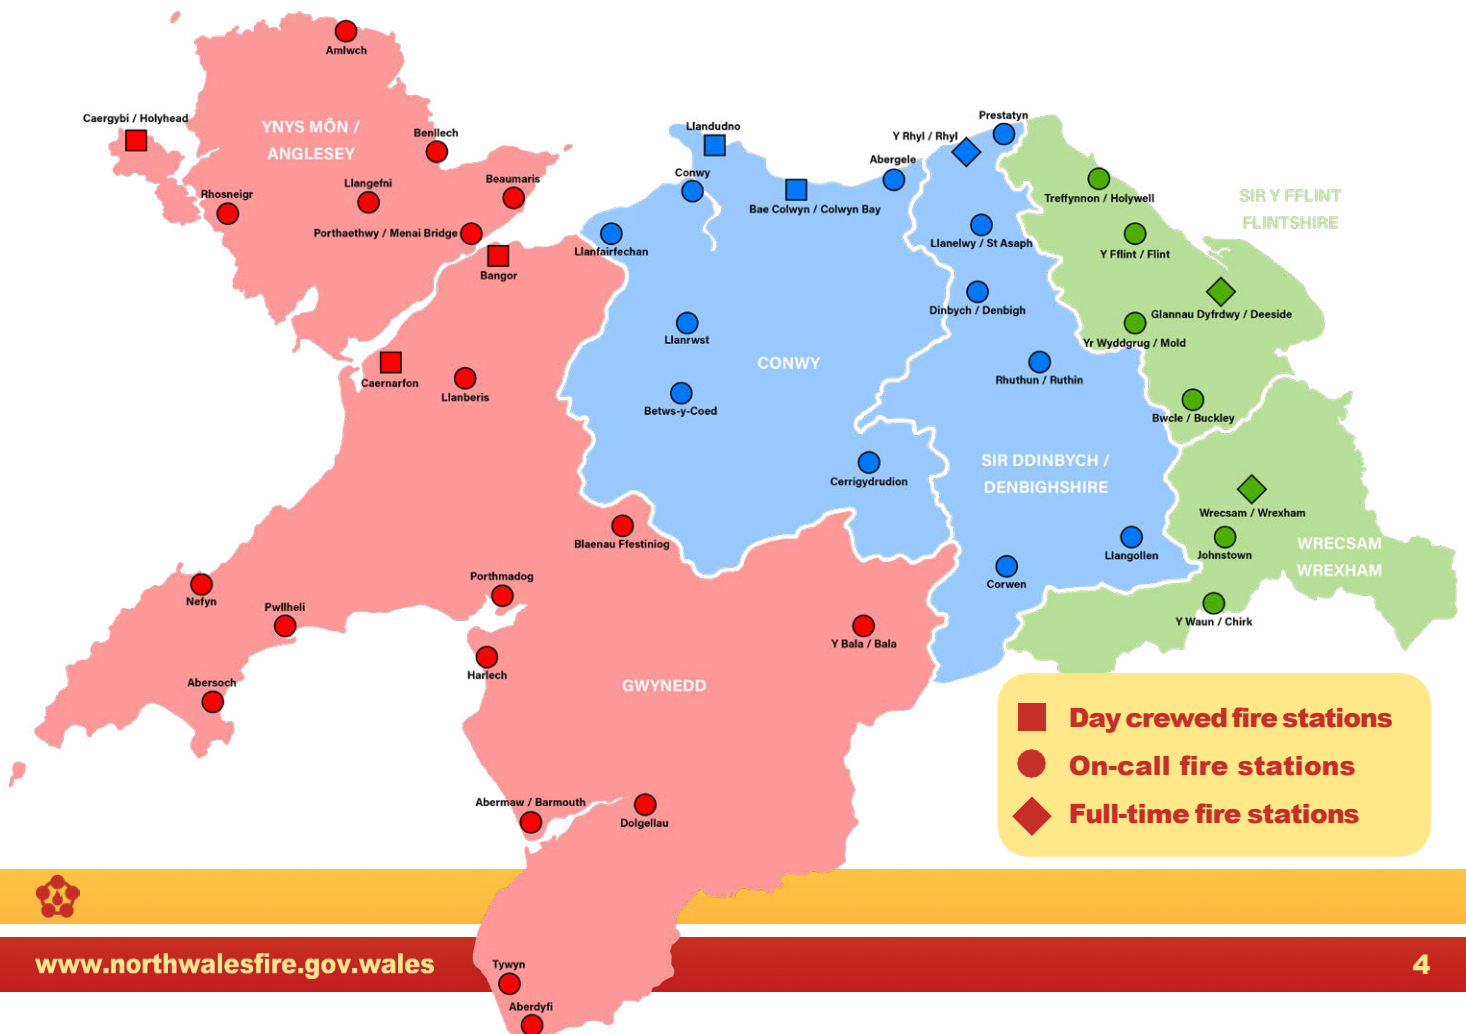 Amlwch
Caergybi / Holyhead
YNYS MÔN /
ANGLESEY
Benllech
Rhosneigr
Llangefni
Beaumaris
Porthaethwy / Menai Bridge
Bangor
Caernarfon
Llanberis
Llandudno
Conwy
Bae Colwyn / Colwyn Bay
Abergele
Y Rhyl / Rhyl
Prestatyn
Llanfairfechan
Llanelwy / St Asaph
Dinbych / Denbigh
Llanrwst
CONWY
Betws-y-Coed
Rhuthun / Ruthin
Cerrigydrudion
SIR DDINBYCH /
DENBIGHSHIRE
Llangollen
Corwen
Treffynnon / Holywell
SIR Y FFLINT
FLINTSHIRE
Y Fflint / Flint
Glannau Dyfrdwy / Deeside
Yr Wyddgrug / Mold
Bwcle / Buckley
Wrecsam / Wrexham
Johnstown
WRECSAM
WREXHAM
Y Waun / Chirk
Blaenau Ffestiniog
Porthmadog
Nefyn
Pwllheli
Abersoch
Harlech
Y Bala / Bala
GWYNEDD
Abermaw / Barmouth
Dolgellau
Tywyn
Aberdyfi
Day crewed fire stations
On-call fire stations
Full-time fire stations
www.northwalesfire.gov.wales
4